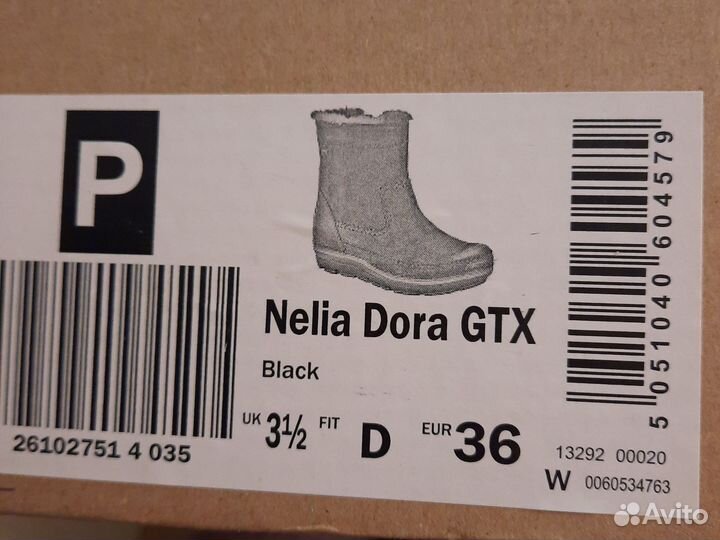 P
Nelia Dora GTX
Black
UK 3½ FIT D EUR 36
26102751 4 035
5 051040 604579
13292 00020
W 0060534763
Avito